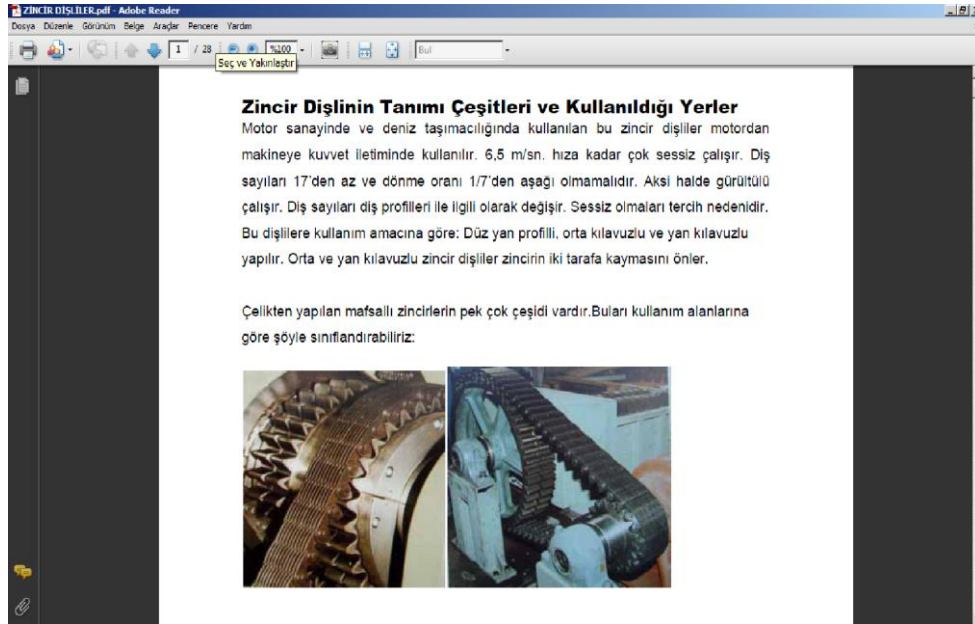 ZİNCİR DİŞLİLER.pdf - Adobe Reader
Dosya Düzenle Görünüm Belge Araçlar Pencere Yardım
1 / 28 %100 Bul
Seç ve Yakınlaştır
Zincir Dişlinin Tanımı Çeşitleri ve Kullanıldığı Yerler
Motor sanayinde ve deniz taşımacılığında kullanılan bu zincir dişliler motordan
makineye kuvvet iletiminde kullanılır. 6,5 m/sn. hıza kadar çok sessiz çalışır. Diş
sayıları 17'den az ve dönme oranı 1/7'den aşağı olmamalıdır. Aksi halde gürültülü
çalışır. Diş sayıları diş profilleri ile ilgili olarak değişir. Sessiz olmaları tercih nedenidir.
Bu dişlilere kullanım amacına göre: Düz yan profilli, orta kılavuzlu ve yan kılavuzlu
yapılır. Orta ve yan kılavuzlu zincir dişliler zincirin iki tarafa kaymasını önler.
Çelikten yapılan mafsallı zincirlerin pek çok çeşidi vardır.Buları kullanım alanlarına
göre şöyle sınıflandırabiliriz: